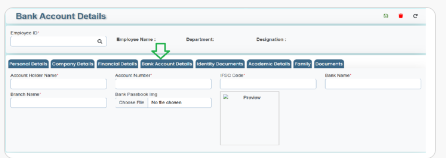 Bank Account Details
Employee ID*
Employee Name :
Department:
Designation :
Personal Details
Company Details
Financial Details
Bank Account Details
Identity Documents
Academic Details
Family
Documents
Account Holder Name*
Account Number*
IFSC Code*
Bank Name*
Branch Name*
Bank Passbook Img
Choose File
No file chosen
Preview